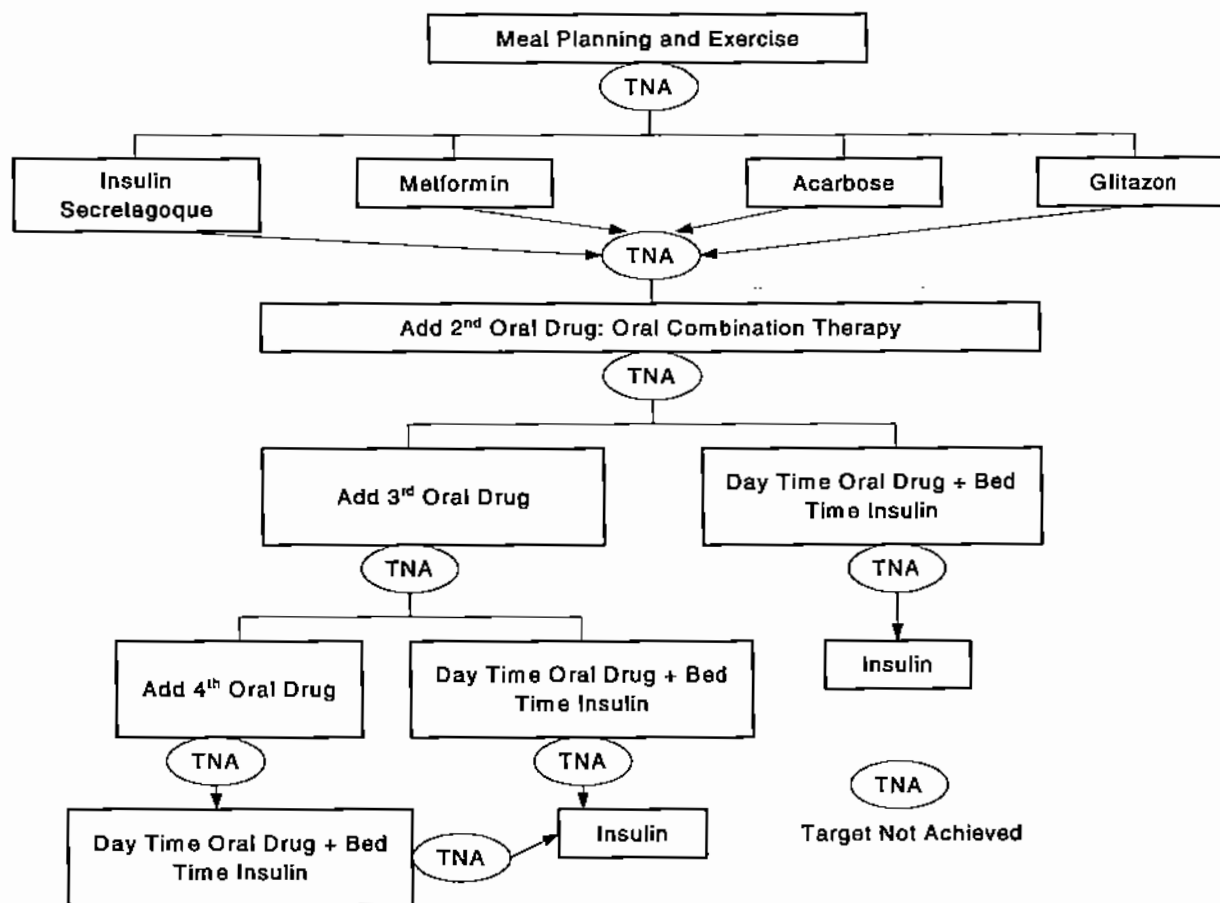 Meal Planning and Exercise
TNA
Insulin
Secretagoque
Metformin
Acarbose
Glitazon
TNA
Add 2nd Oral Drug: Oral Combination Therapy
TNA
Add 3rd Oral Drug
Day Time Oral Drug + Bed
Time Insulin
TNA
TNA
Add 4th Oral Drug
Day Time Oral Drug + Bed
Time Insulin
Insulin
TNA
TNA
TNA
Target Not Achieved
Day Time Oral Drug + Bed
Time Insulin
TNA
Insulin